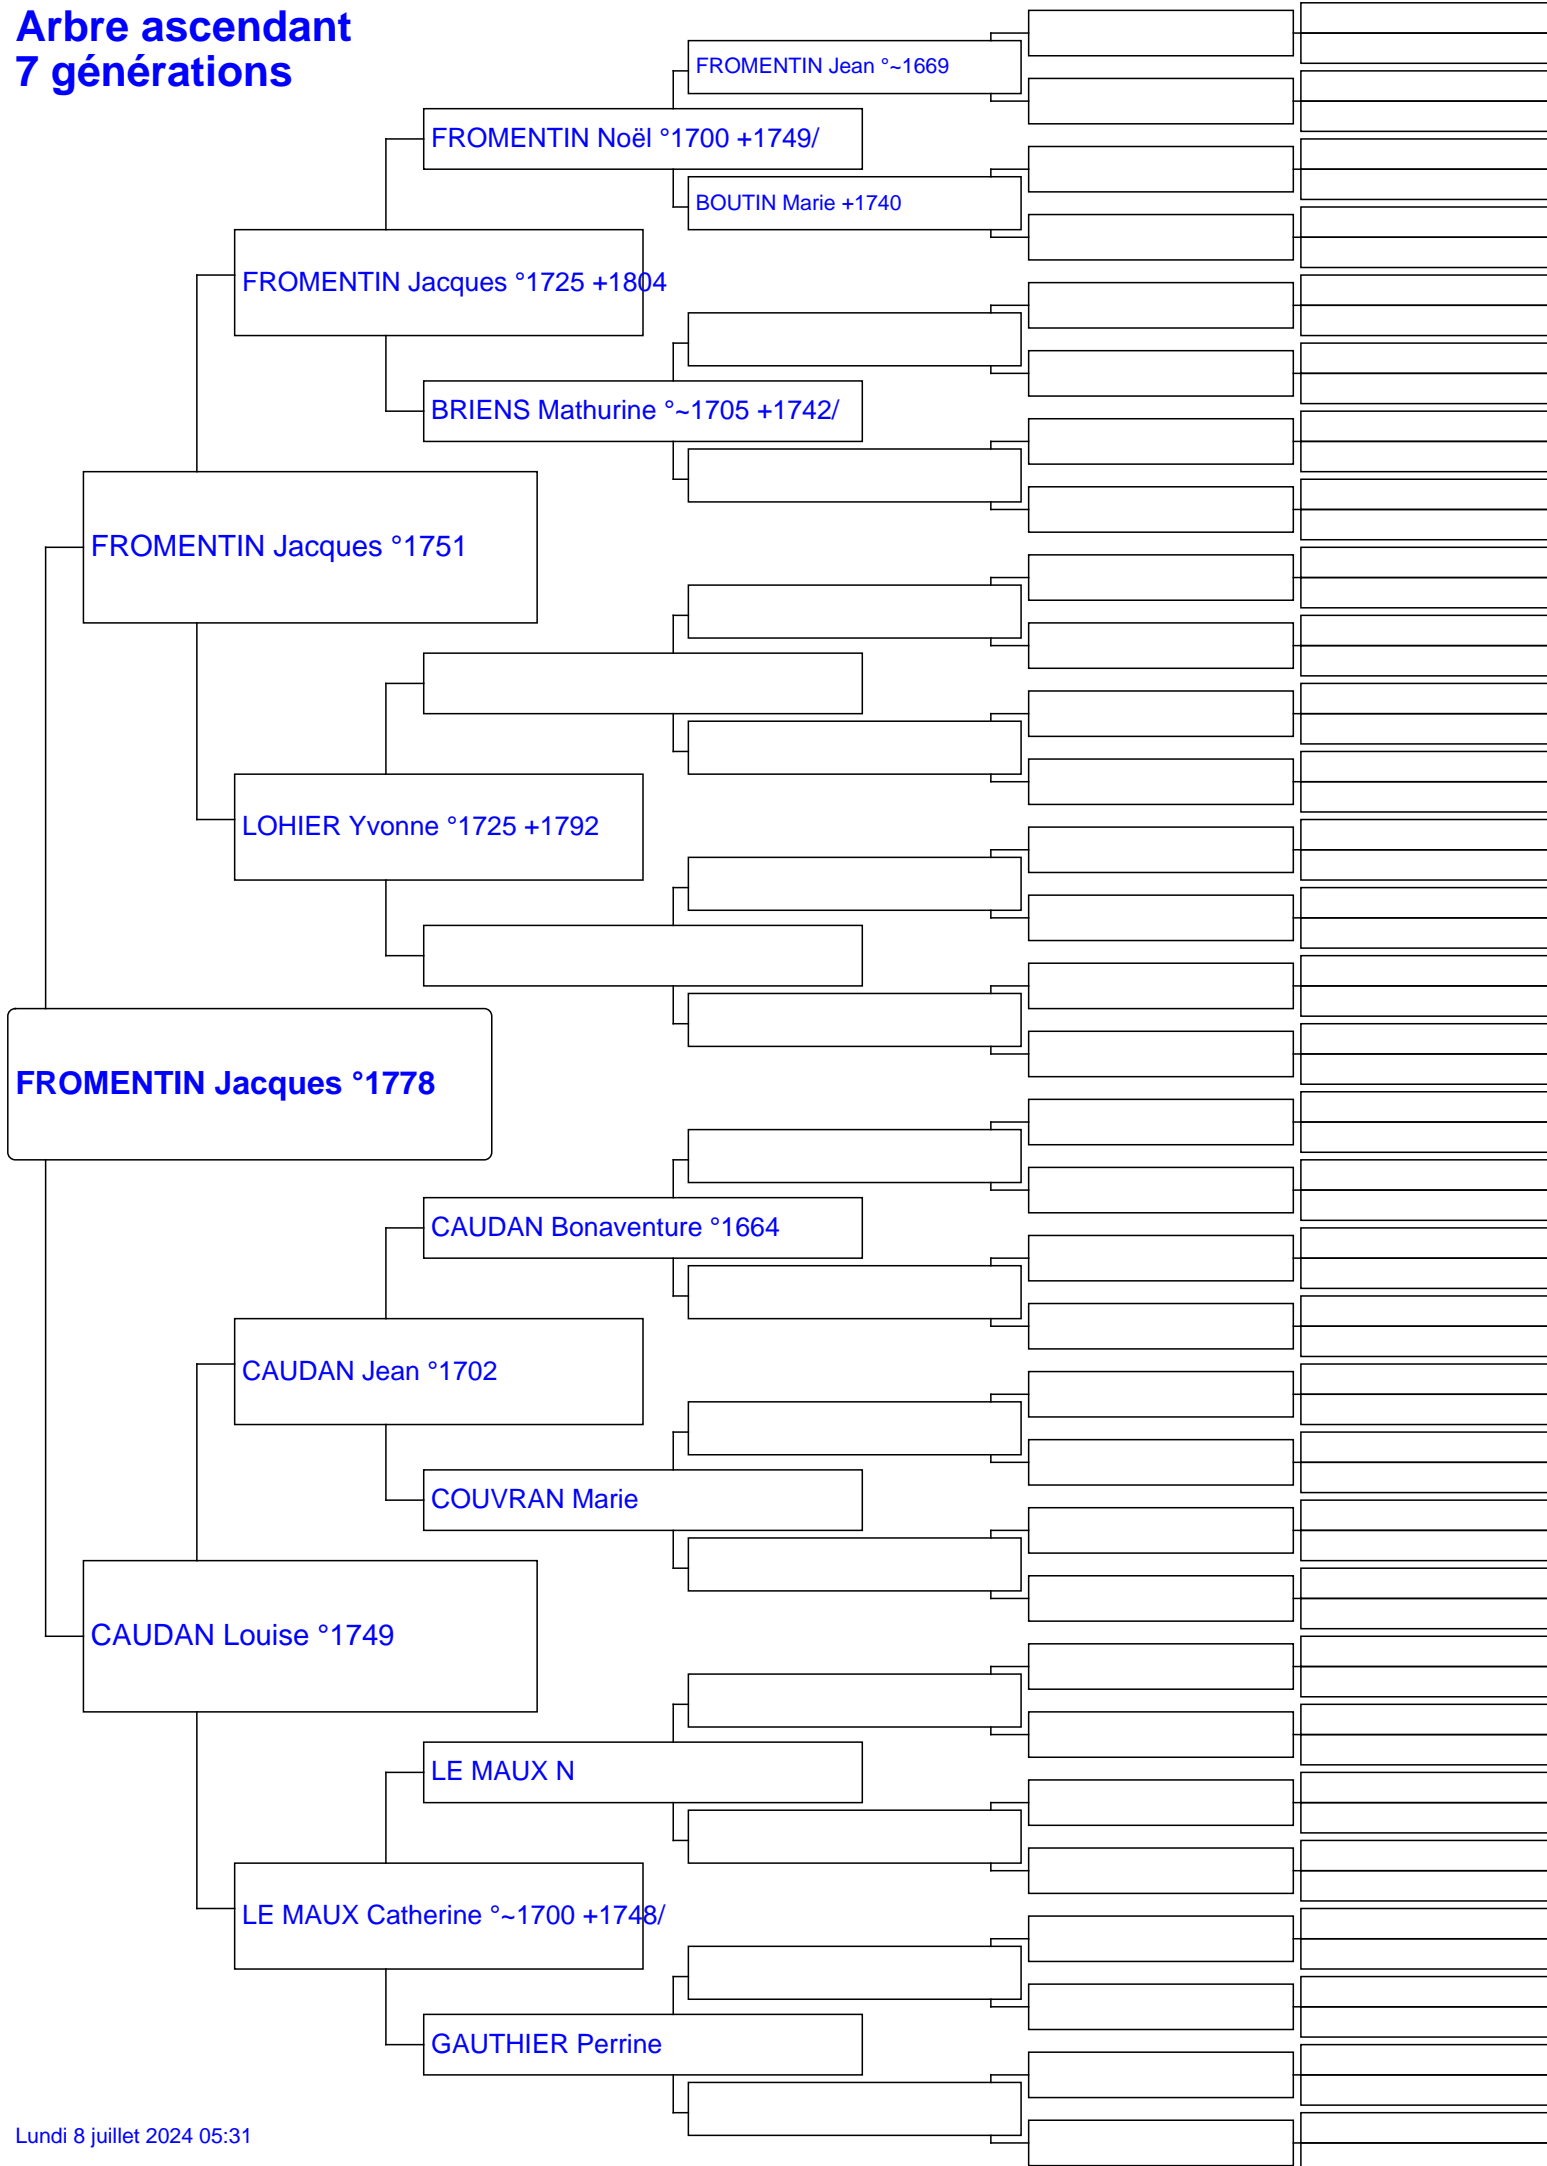 Arbre ascendant
7 générations
FROMENTIN Jean °~1669
FROMENTIN Noël °1700 +1749/
BOUTIN Marie +1740
FROMENTIN Jacques °1725 +1804
BRIENS Mathurine °~1705 +1742/
FROMENTIN Jacques °1751
LOHIER Yvonne °1725 +1792
FROMENTIN Jacques °1778
CAUDAN Bonaventure °1664
CAUDAN Jean °1702
COUVRAN Marie
CAUDAN Louise °1749
LE MAUX N
LE MAUX Catherine °~1700 +1748/
GAUTHIER Perrine
Lundi 8 juillet 2024 05:31